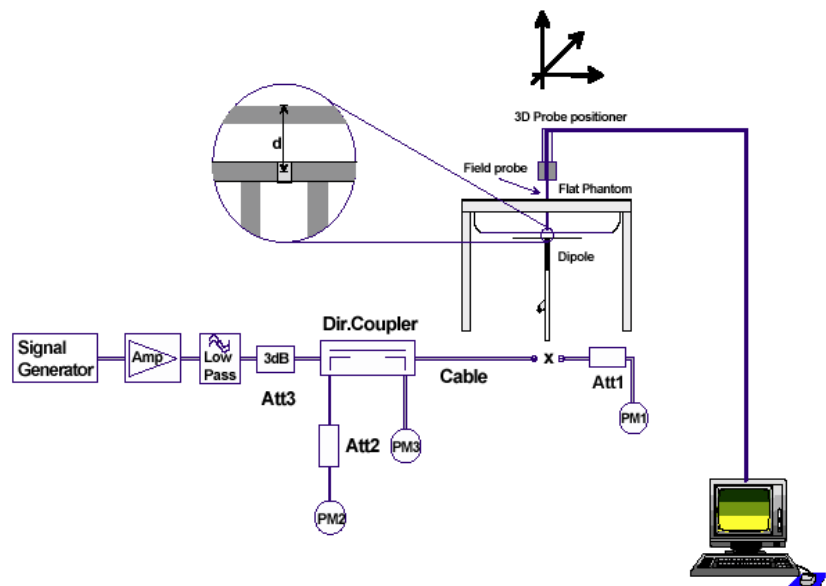 3D Probe positioner
d
Field probe
Flat Phantom
Dipole
Dir.Coupler
Signal
Generator
Amp
Low
Pass
3dB
Att3
Cable
x
Att1
PM1
Att2
PM3
PM2